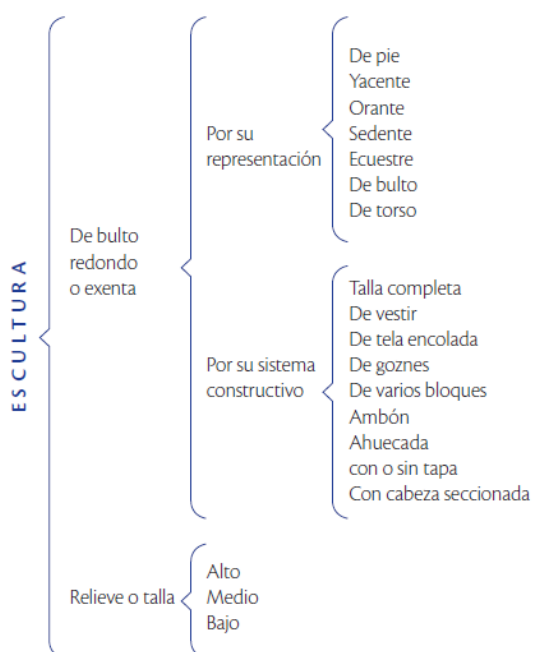 ESCULTURA
De bulto
redondo
o exenta
Por su
representación
De pie
Yacente
Orante
Sedente
Ecuestre
De bulto
De torso
Por su sistema
constructivo
Talla completa
De vestir
De tela encolada
De goznes
De varios bloques
Ambón
Ahuecada
con o sin tapa
Con cabeza seccionada
Relieve o talla
Alto
Medio
Bajo